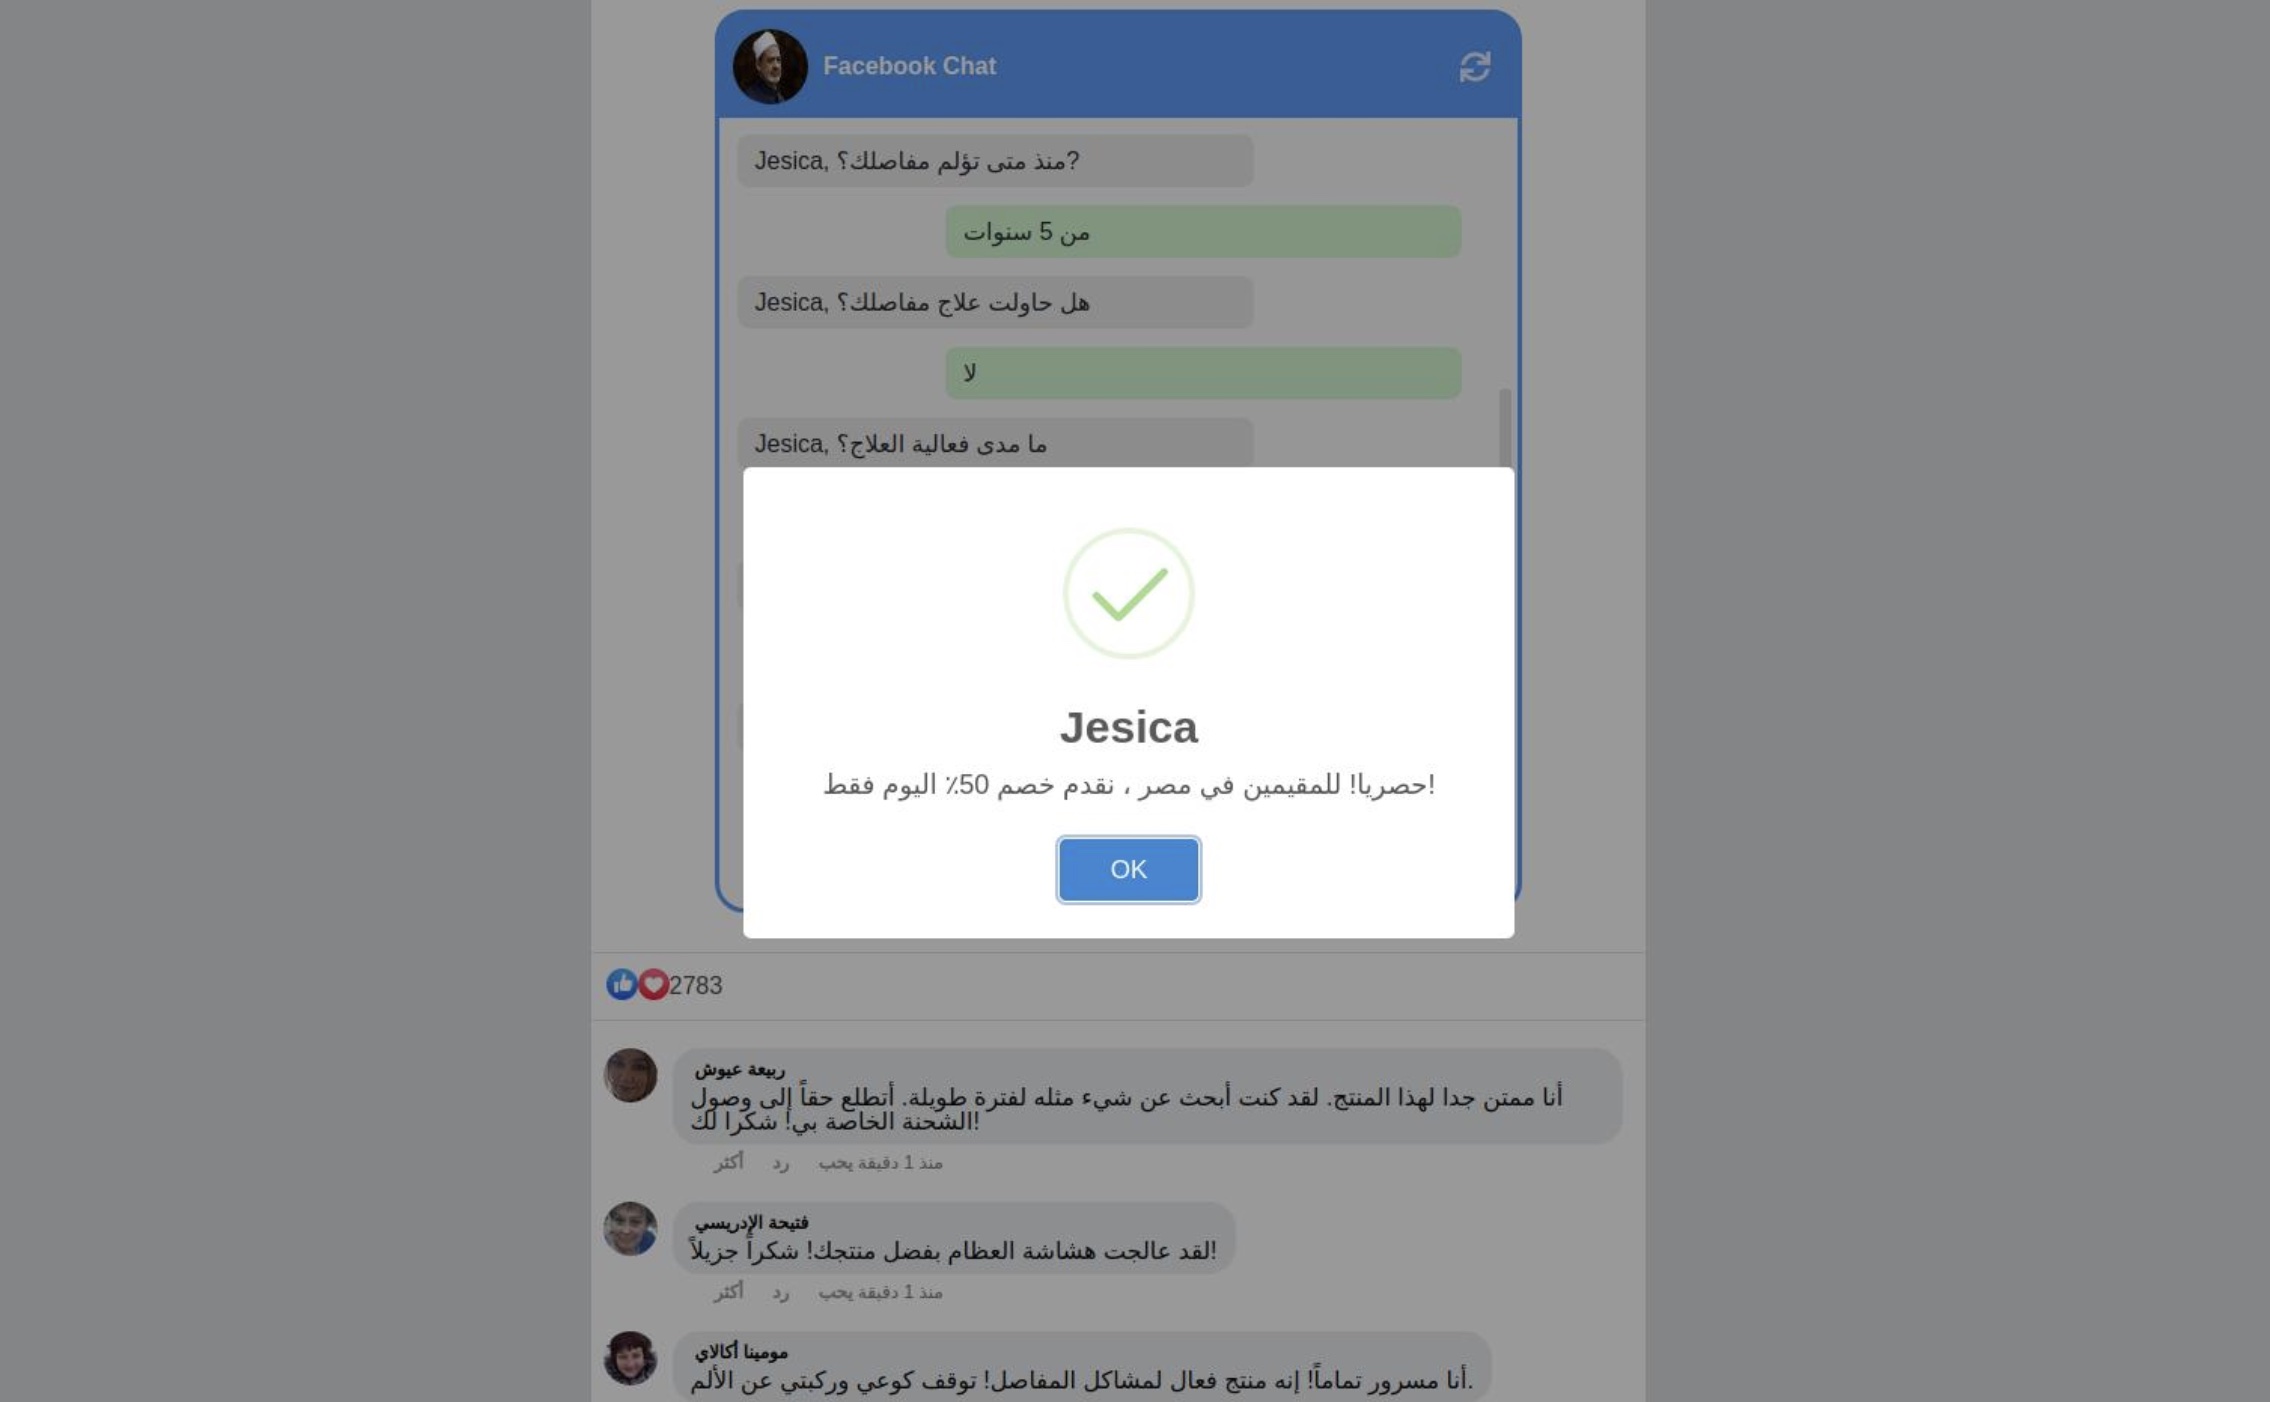 Facebook Chat
Jesica, منذ متى تؤلم مفاصلك؟?
من 5 سنوات
Jesica, هل حاولت علاج مفاصلك؟
لا
Jesica, ما مدى فعالية العلاج؟
Jesica
حصريا! للمقيمين في مصر ، نقدم خصم 50٪ اليوم فقط!
OK
2783
ربيعة عيوش
أنا ممتن جدا لهذا المنتج. لقد كنت أبحث عن شيء مثله لفترة طويلة. أتطلع حقاً إلى وصول
الشحنة الخاصة بي! شكرا لك!
منذ 1 دقيقة يحب رد أكثر
فتيحة الإدريسي
لقد عالجت هشاشة العظام بفضل منتجك! شكراً جزيلاً!
منذ 1 دقيقة يحب رد أكثر
مومينا أكالاي
أنا مسرور تماماً! إنه منتج فعال لمشاكل المفاصل! توقف كوعي وركبتي عن الألم.